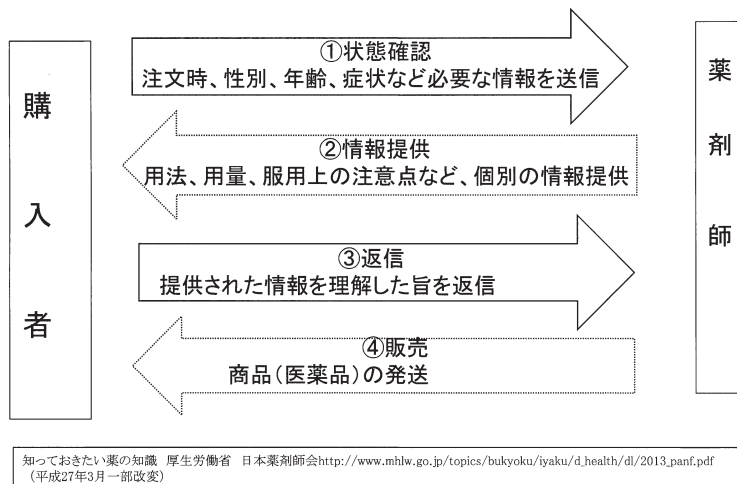 購入者
①状態確認
注文時、性別、年齢、症状など必要な情報を送信
②情報提供
用法、用量、服用上の注意点など、個別の情報提供
③返信
提供された情報を理解した旨を返信
④販売
商品(医薬品)の発送
薬剤師
知っておきたい薬の知識 厚生労働省 日本薬剤師会http://www.mhlw.go.jp/topics/bukyoku/iyaku/d_health/dl/2013_panf.pdf
(平成27年3月一部改変)